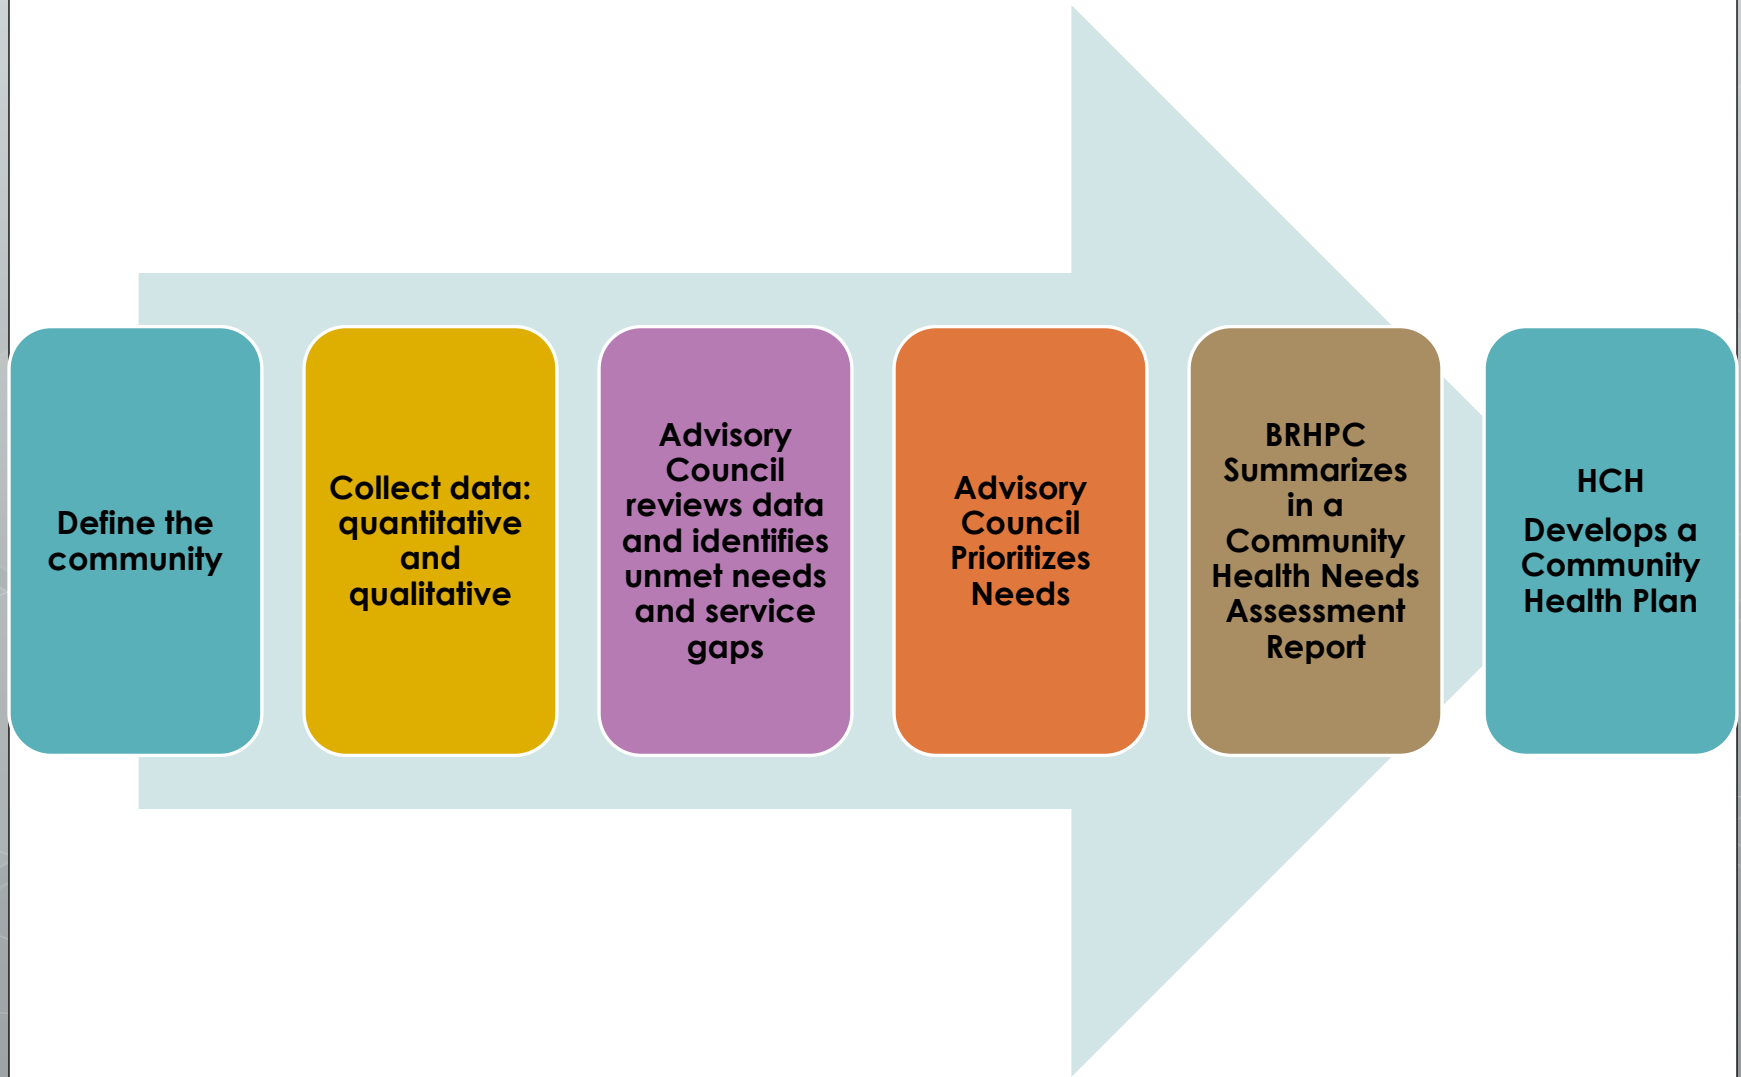 Define the
community
Collect data:
quantitative
and
qualitative
Advisory
Council
reviews data
and identifies
unmet needs
and service
gaps
Advisory
Council
Prioritizes
Needs
BRHPC
Summarizes
in a
Community
Health Needs
Assessment
Report
HCH
Develops a
Community
Health Plan